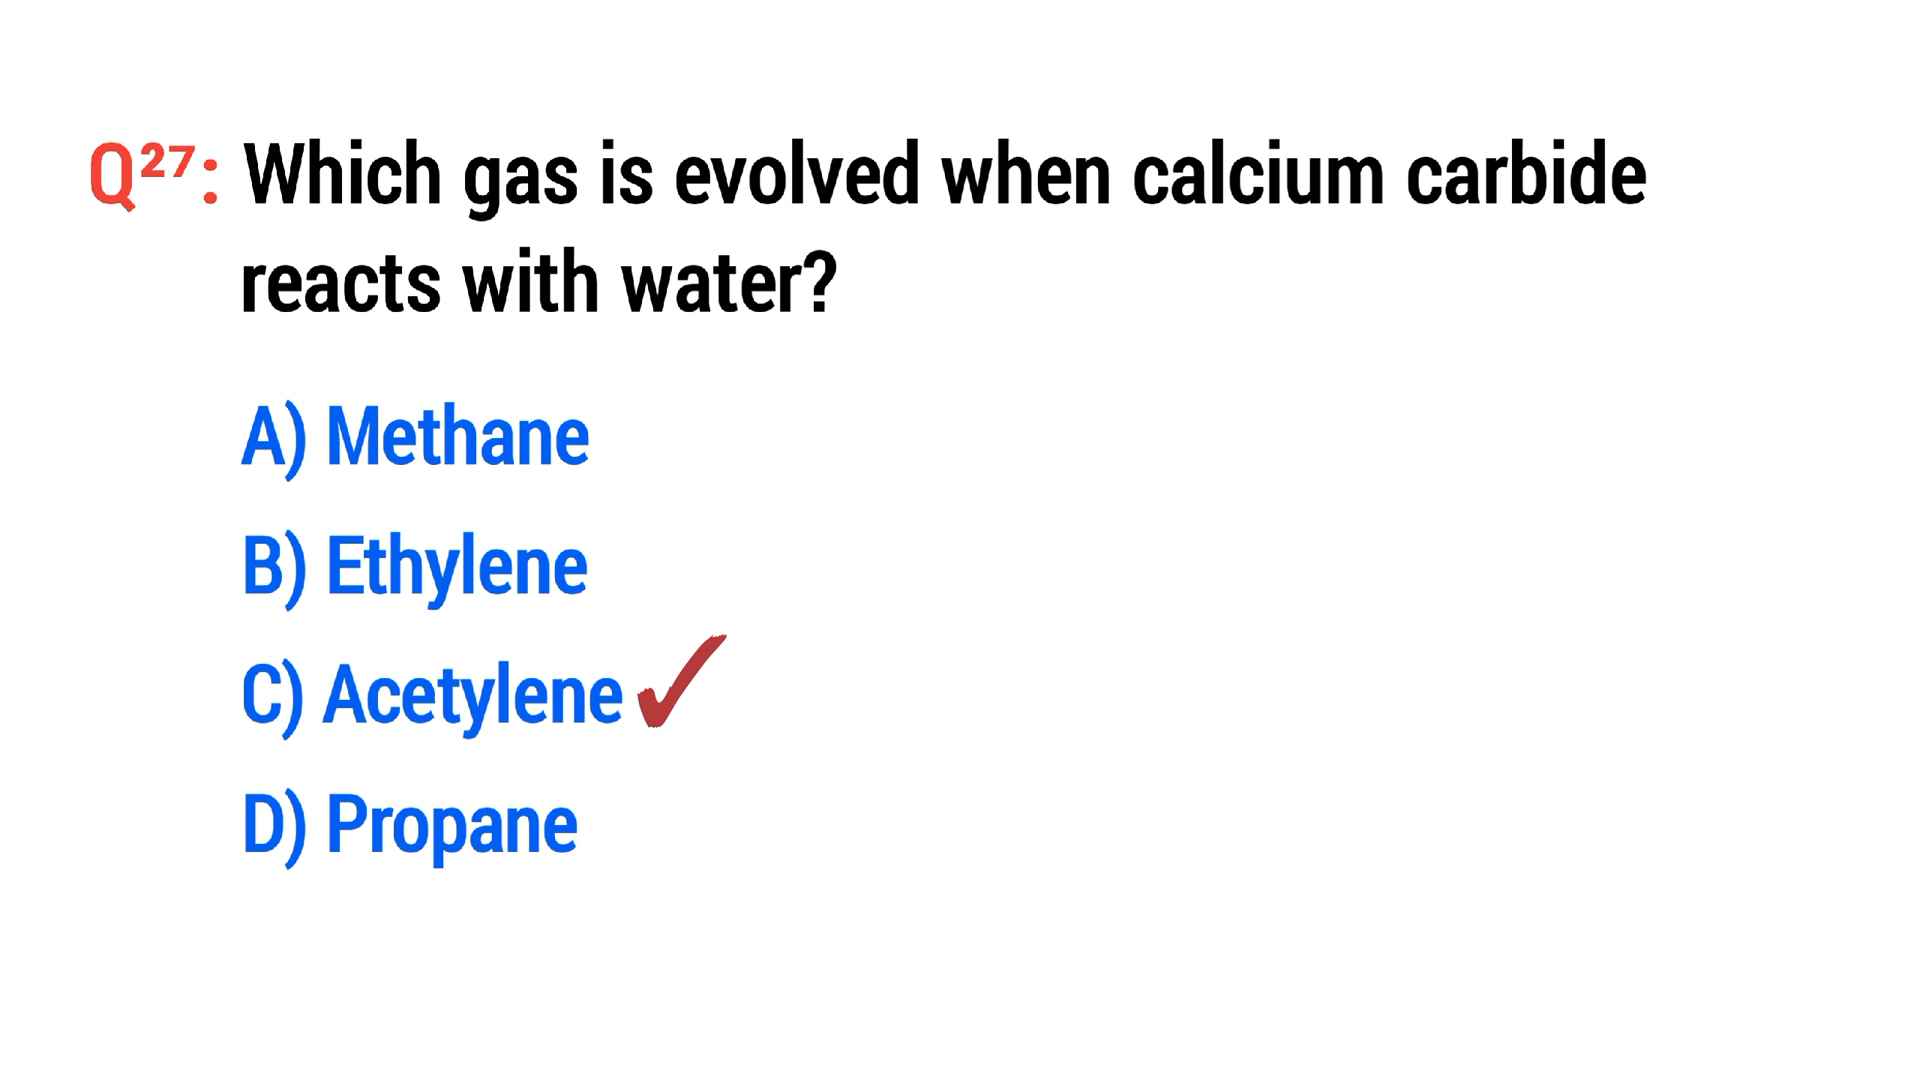 Q²⁷: Which gas is evolved when calcium carbide
reacts with water?
A) Methane
B) Ethylene
C) Acetylene✓
D) Propane